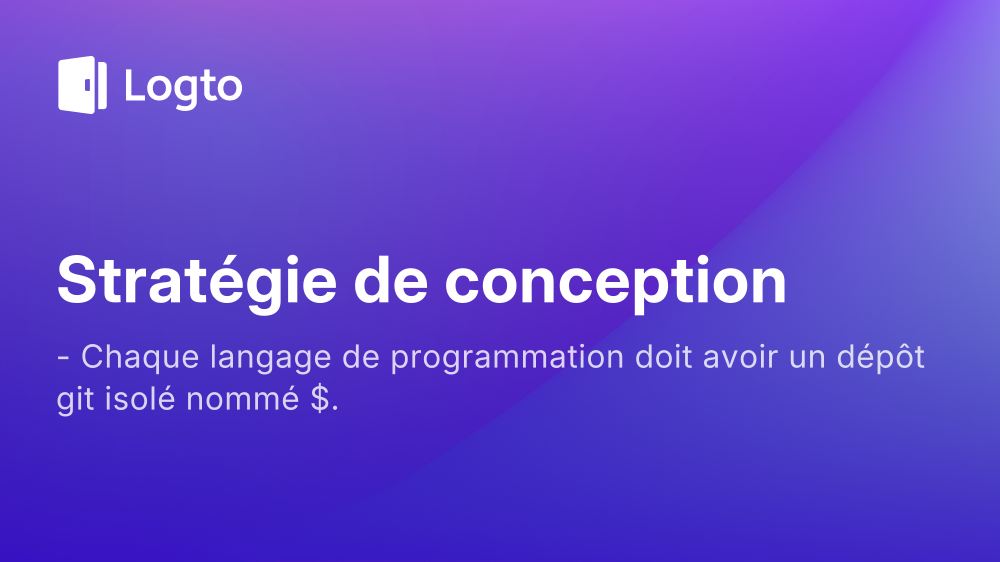 Logto
Stratégie de conception
- Chaque langage de programmation doit avoir un dépôt
git isolé nommé $.